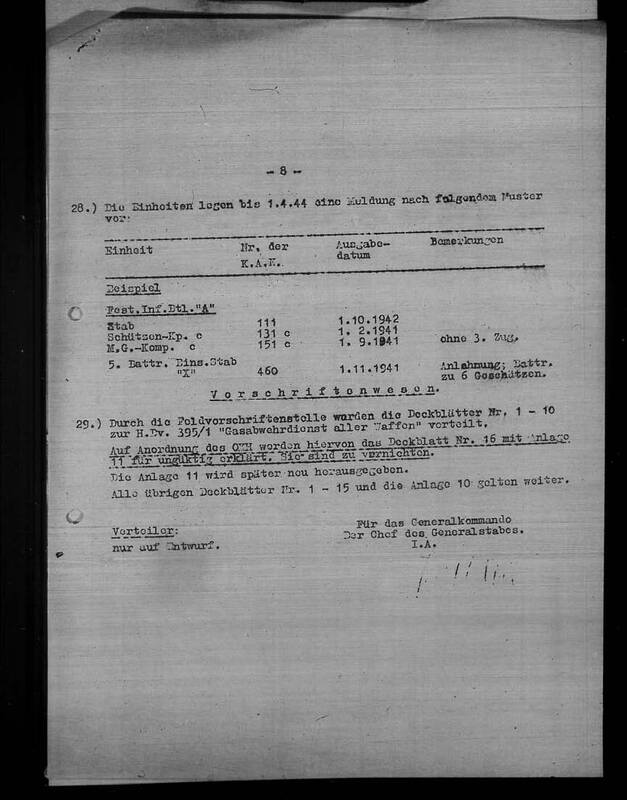 - 8 -
28.) Die Einheiten legen bis 1.4.44 eine Meldung nach folgendem Muster
vor:
Einheit Nr. der K.A.K. Ausgabe-datum Bemerkungen
Beispiel
Fest.Inf.Btl."A"
Stab 111 1.10.1942
Schützen-Kp. c 131 c 1. 2.1941
M.G.-Komp. c 151 c 1. 9.1941 ohne 3. Zug.
5. Battr. Eins.Stab "X" 460 1.11.1941 Anlehnung; Battr. zu 6 Geschützen.
Vorschriftenwesen.
29.) Durch die Feldvorschriftenstelle wurden die Deckblätter Nr. 1 - 10
zur H.Dv. 395/1 "Gasabwehrdienst aller Waffen" verteilt.
Auf Anordnung des OKH werden hiervon das Deckblatt Nr. 16 mit Anlage
11 für ungültig erklärt. Sie sind zu vernichten.
Die Anlage 11 wird später neu herausgegeben.
Alle übrigen Deckblätter Nr. 1 - 15 und die Anlage 10 gelten weiter.
Verteiler:
nur auf Entwurf.
Für das Generalkommando
Der Chef des Generalstabes.
I.A.